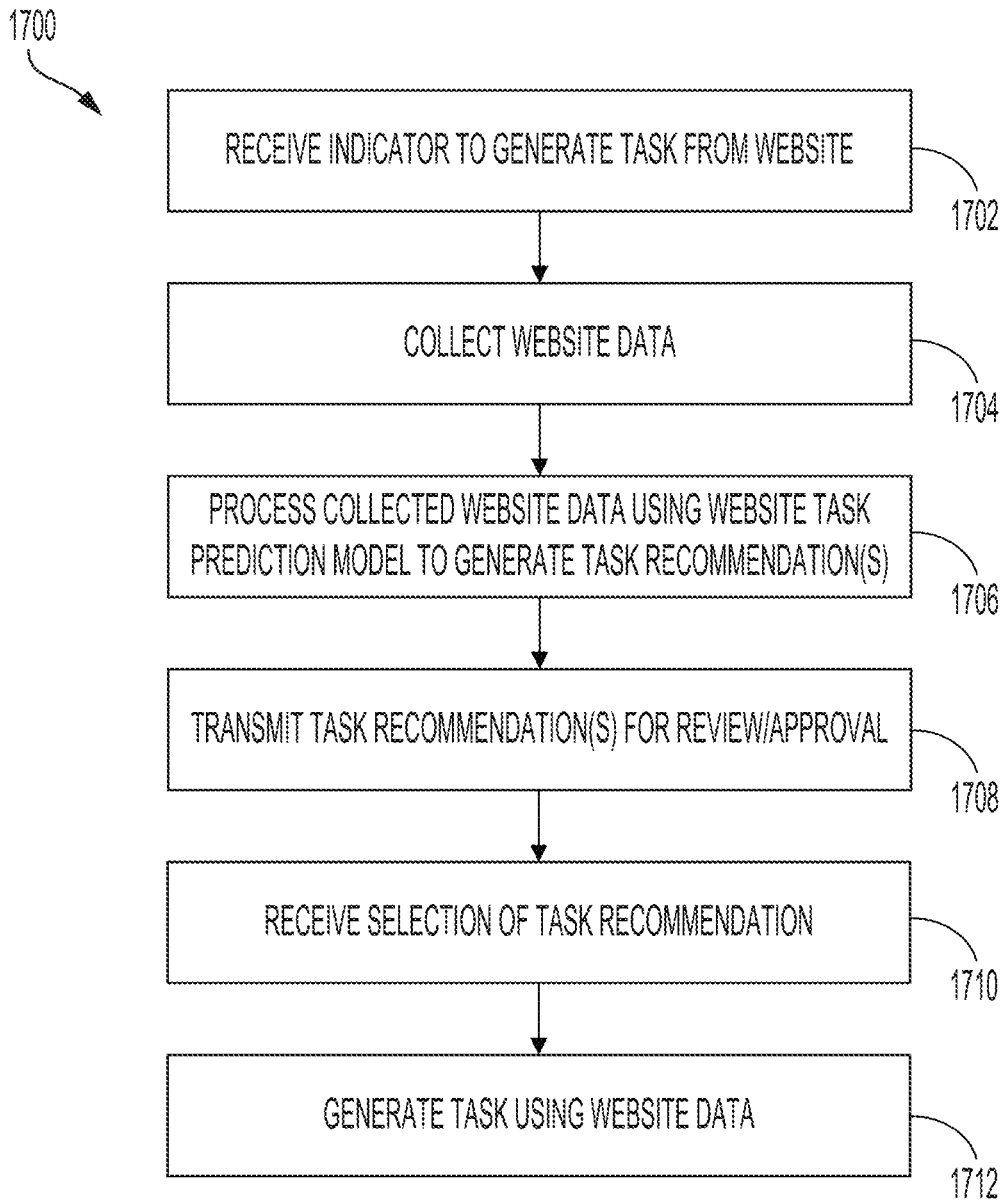 1700
RECEIVE INDICATOR TO GENERATE TASK FROM WEBSITE
1702
COLLECT WEBSITE DATA
1704
PROCESS COLLECTED WEBSITE DATA USING WEBSITE TASK
PREDICTION MODEL TO GENERATE TASK RECOMMENDATION(S)
1706
TRANSMIT TASK RECOMMENDATION(S) FOR REVIEW/APPROVAL
1708
RECEIVE SELECTION OF TASK RECOMMENDATION
1710
GENERATE TASK USING WEBSITE DATA
1712